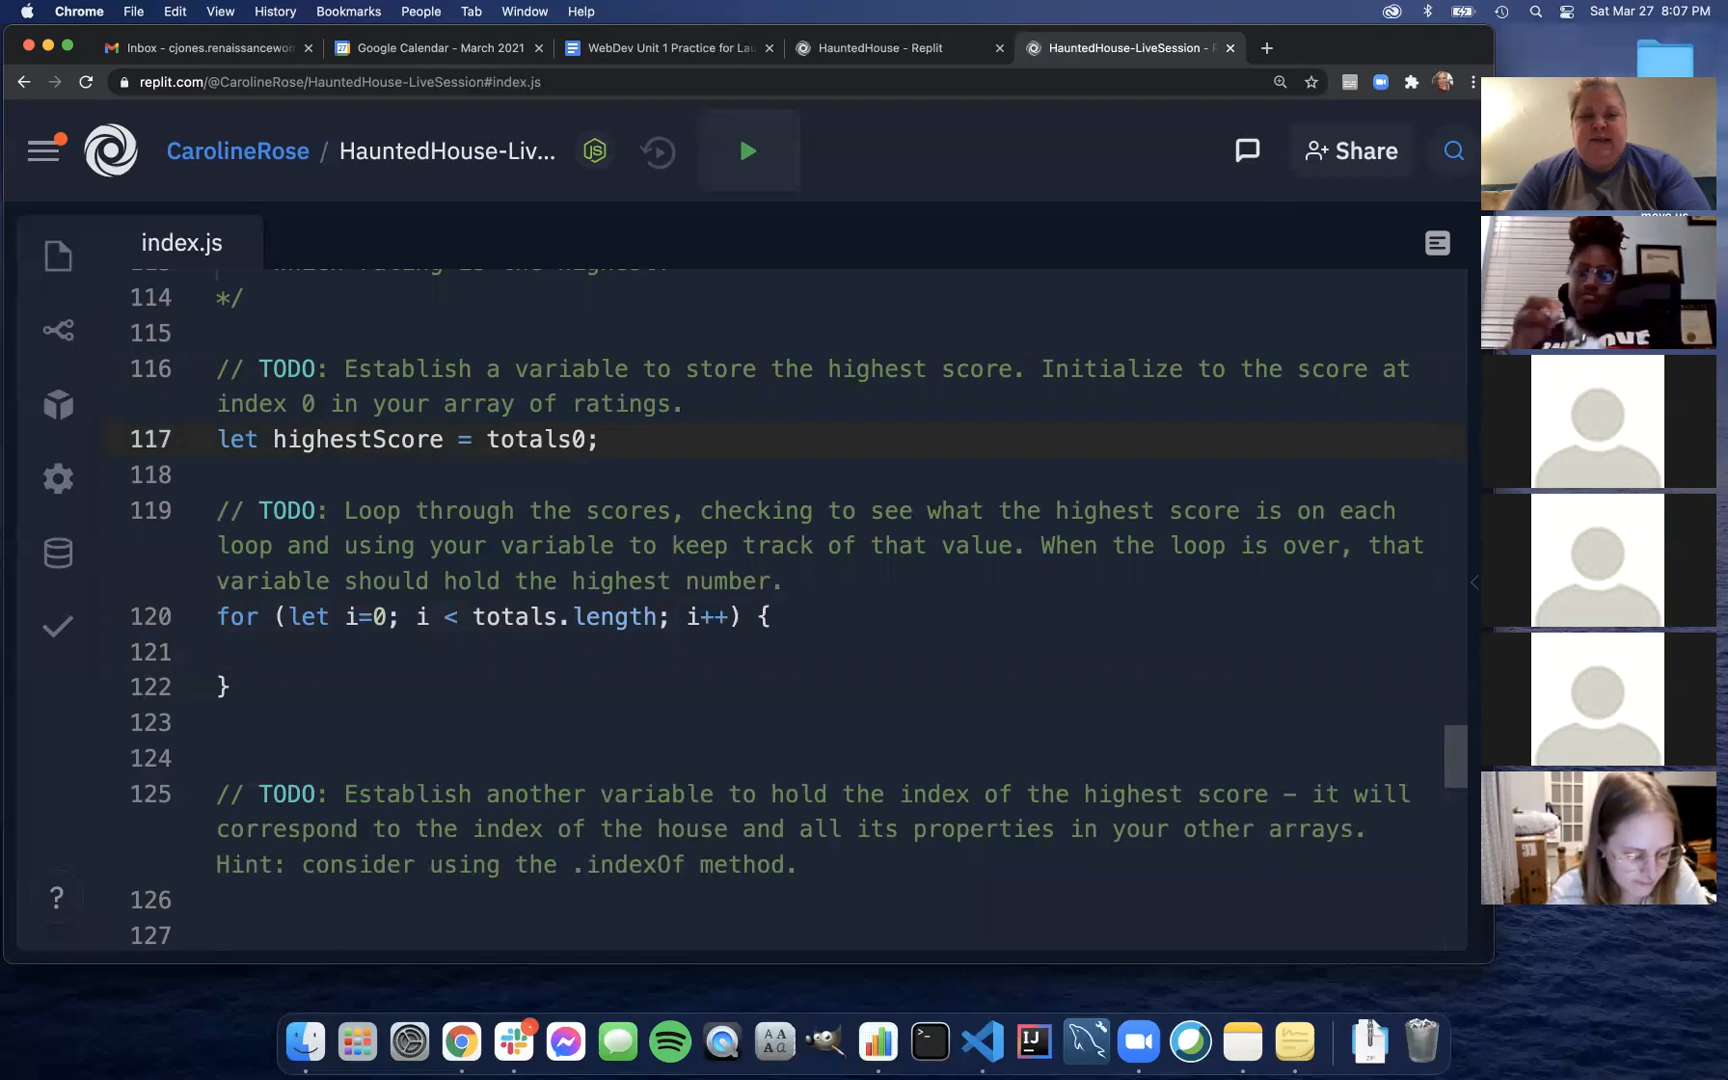 Chrome File Edit View History Bookmarks People Tab Window Help
Sat Mar 27 8:07 PM
Inbox - cjones.renaissancewon
Google Calendar - March 2021
WebDev Unit 1 Practice for Lau
HauntedHouse - Replit
HauntedHouse-LiveSession - R
replit.com/@CarolineRose/HauntedHouse-LiveSession#index.js
CarolineRose / HauntedHouse-Liv...
Share
index.js
which rating is the highest.
114 */
115
116 // TODO: Establish a variable to store the highest score. Initialize to the score at
index 0 in your array of ratings.
117 let highestScore = totals0;
118
119 // TODO: Loop through the scores, checking to see what the highest score is on each
loop and using your variable to keep track of that value. When the loop is over, that
variable should hold the highest number.
120 for (let i=0; i < totals.length; i++) {
121
122 }
123
124
125 // TODO: Establish another variable to hold the index of the highest score – it will
correspond to the index of the house and all its properties in your other arrays.
Hint: consider using the .indexOf method.
126
127